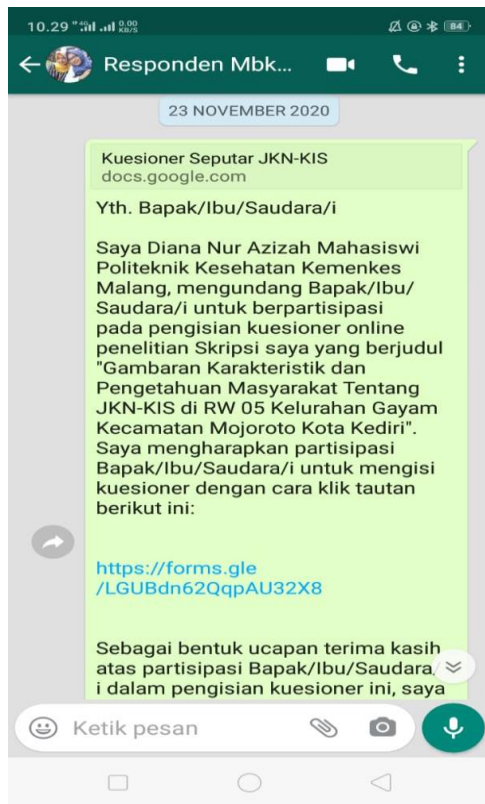 10.29
0.00
KB/S
84
Responden Mbk...
23 NOVEMBER 2020
Kuesioner Seputar JKN-KIS
docs.google.com
Yth. Bapak/Ibu/Saudara/i
Saya Diana Nur Azizah Mahasiswi
Politeknik Kesehatan Kemenkes
Malang, mengundang Bapak/Ibu/
Saudara/i untuk berpartisipasi
pada pengisian kuesioner online
penelitian Skripsi saya yang berjudul
"Gambaran Karakteristik dan
Pengetahuan Masyarakat Tentang
JKN-KIS di RW 05 Kelurahan Gayam
Kecamatan Mojoroto Kota Kediri".
Saya mengharapkan partisipasi
Bapak/Ibu/Saudara/i untuk mengisi
kuesioner dengan cara klik tautan
berikut ini:
https://forms.gle
/LGUBdn62QqpAU32X8
Sebagai bentuk ucapan terima kasih
atas partisipasi Bapak/Ibu/Saudara/
i dalam pengisian kuesioner ini, saya
Ketik pesan